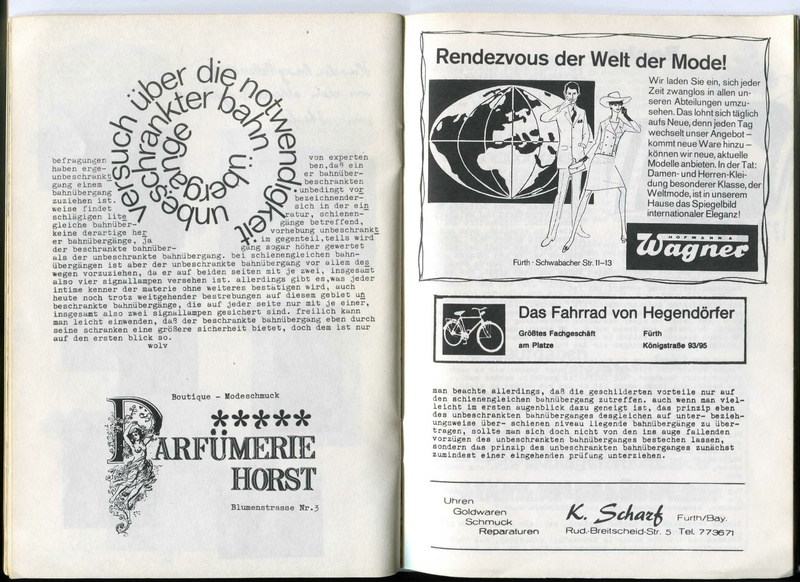 versuch über die notwendigkeit
unbeschrankter bahn übergänge
befragungen von experten
haben erge- ben,daß ein
unbeschrankt er bahnüber-
gang einem beschrankten
bahnübergang unbedingt vor
zuziehen ist. bezeichnender-
weise findet sich in der ein
schlägigen lite ratur, schienen-
gleiche bahnüber- gänge betreffend,
keine derartige her vorhebung unbeschrankt
er bahnübergänge, ja im gegenteil,teils wird
der beschrankte bahnüber- gang sogar höher gewertet
als der unbeschrankte bahnübergang. bei schienengleichen bahn-
übergängen ist aber der unbeschrankte bahnübergang vor allem des
wegen vorzuziehen, da er auf beiden seiten mit je zwei, insgesamt
also vier signallampen versehen ist. allerdings gibt es,was jeder
intime kenner der materie ohne weiteres bestätigen wird, auch
heute noch trotz weitgehender bestrebungen auf diesem gebiet un
beschrankte bahnübergänge, die auf jeder seite nur mit je einer,
insgesamt also zwei signallampen gesichert sind. freilich kann
man leicht einwenden, daß der beschrankte bahnübergang eben durch
seine schranken eine größere sicherheit bietet, doch dem ist nur
auf den ersten blick so.
wolv
Boutique - Modeschmuck
*****
PARFÜMERIE
HORST
Blumenstrasse Nr.3
Rendezvous der Welt der Mode!
Wir laden Sie ein, sich jeder
Zeit zwanglos in allen un-
seren Abteilungen umzu-
sehen. Das lohnt sich täglich
aufs Neue, denn jeden Tag
wechselt unser Angebot –
kommt neue Ware hinzu –
können wir neue, aktuelle
Modelle anbieten. In der Tat:
Damen- und Herren-Klei-
dung besonderer Klasse, der
Weltmode, ist in unserem
Hause das Spiegelbild
internationaler Eleganz!
HOFMANN &
Wagner
Fürth · Schwabacher Str. 11–13
Das Fahrrad von Hegendörfer
Größtes Fachgeschäft Fürth
am Platze Königstraße 93/95
man beachte allerdings, daß die geschilderten vorteile nur auf
den schienengleichen bahnübergang zutreffen. auch wenn man viel-
leicht im ersten augenblick dazu geneigt ist, das prinzip eben
des unbeschrankten bahnüberganges desgleichen auf unter- bezieh-
ungsweise über- schienen niveau liegende bahnübergänge zu über-
tragen, sollte man sich doch nicht von den ins auge fallenden
vorzügen des unbeschrankten bahnüberganges bestechen lassen,
sondern das prinzip des unbeschrankten bahnüberganges zunächst
zumindest einer eingehenden prüfung unterziehen.
Uhren
Goldwaren
Schmuck
Reparaturen
K. Scharf Furth/Bay.
Rud.-Breitscheid-Str. 5 Tel. 773671